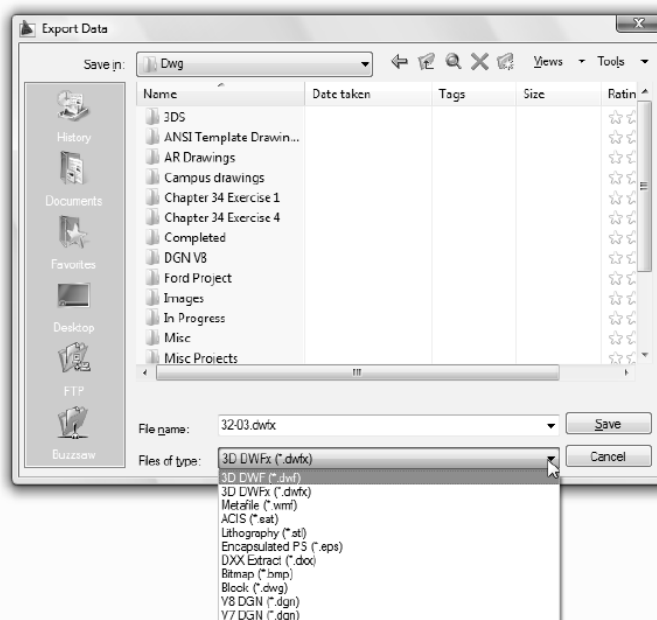 Export Data
Save in: Dwg Views Tools
Name Date taken Tags Size Ratin
3DS
ANSI Template Drawin...
AR Drawings
Campus drawings
Chapter 34 Exercise 1
Chapter 34 Exercise 4
Completed
DGN V8
Ford Project
Images
In Progress
Misc
Misc Projects
History
Documents
Favorites
Desktop
FTP
Buzzsaw
File name: 32-03.dwfx Save
Files of type: 3D DWFx (*.dwfx) Cancel
3D DWF (*.dwf)
3D DWFx (*.dwfx)
Metafile (*.wmf)
ACIS (*.sat)
Lithography (*.stl)
Encapsulated PS (*.eps)
DXX Extract (*.dxx)
Bitmap (*.bmp)
Block (*.dwg)
V8 DGN (*.dgn)
V7 DGN (*.dgn)